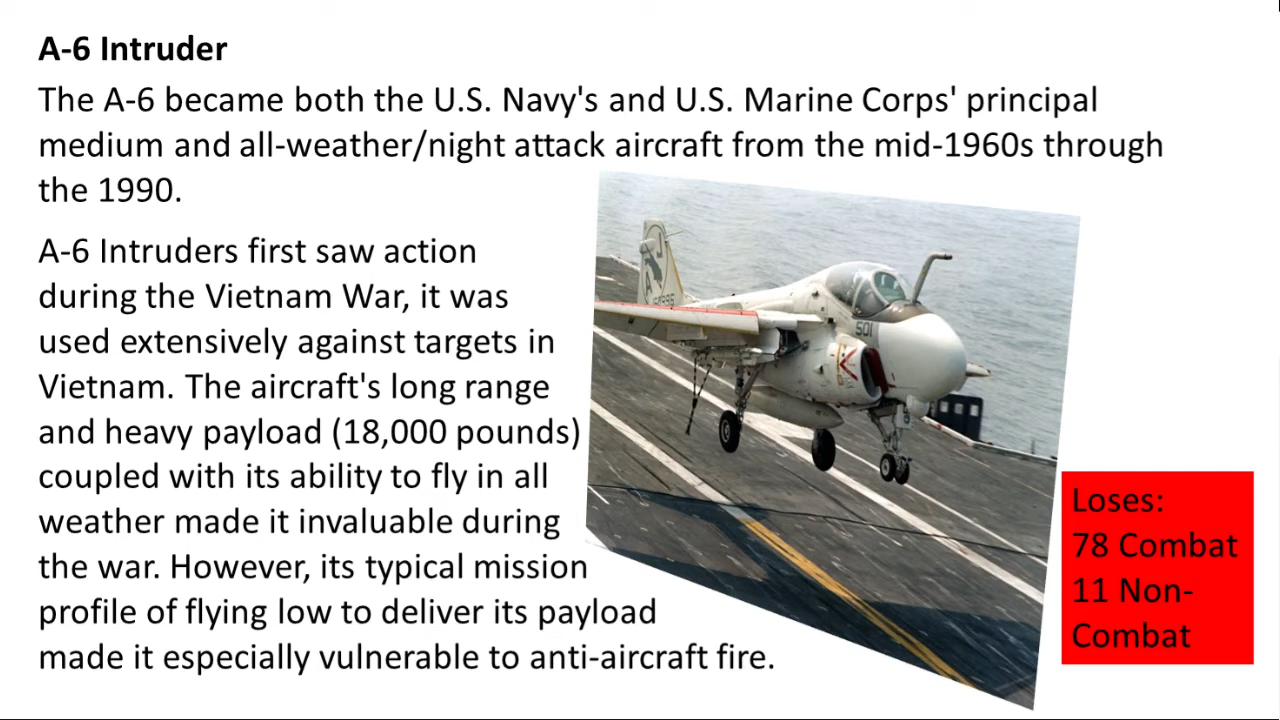 A-6 Intruder
The A-6 became both the U.S. Navy's and U.S. Marine Corps' principal
medium and all-weather/night attack aircraft from the mid-1960s through
the 1990.
A-6 Intruders first saw action
during the Vietnam War, it was
used extensively against targets in
Vietnam. The aircraft's long range
and heavy payload (18,000 pounds)
coupled with its ability to fly in all
weather made it invaluable during
the war. However, its typical mission
profile of flying low to deliver its payload
made it especially vulnerable to anti-aircraft fire.
501
Loses:
78 Combat
11 Non-
Combat